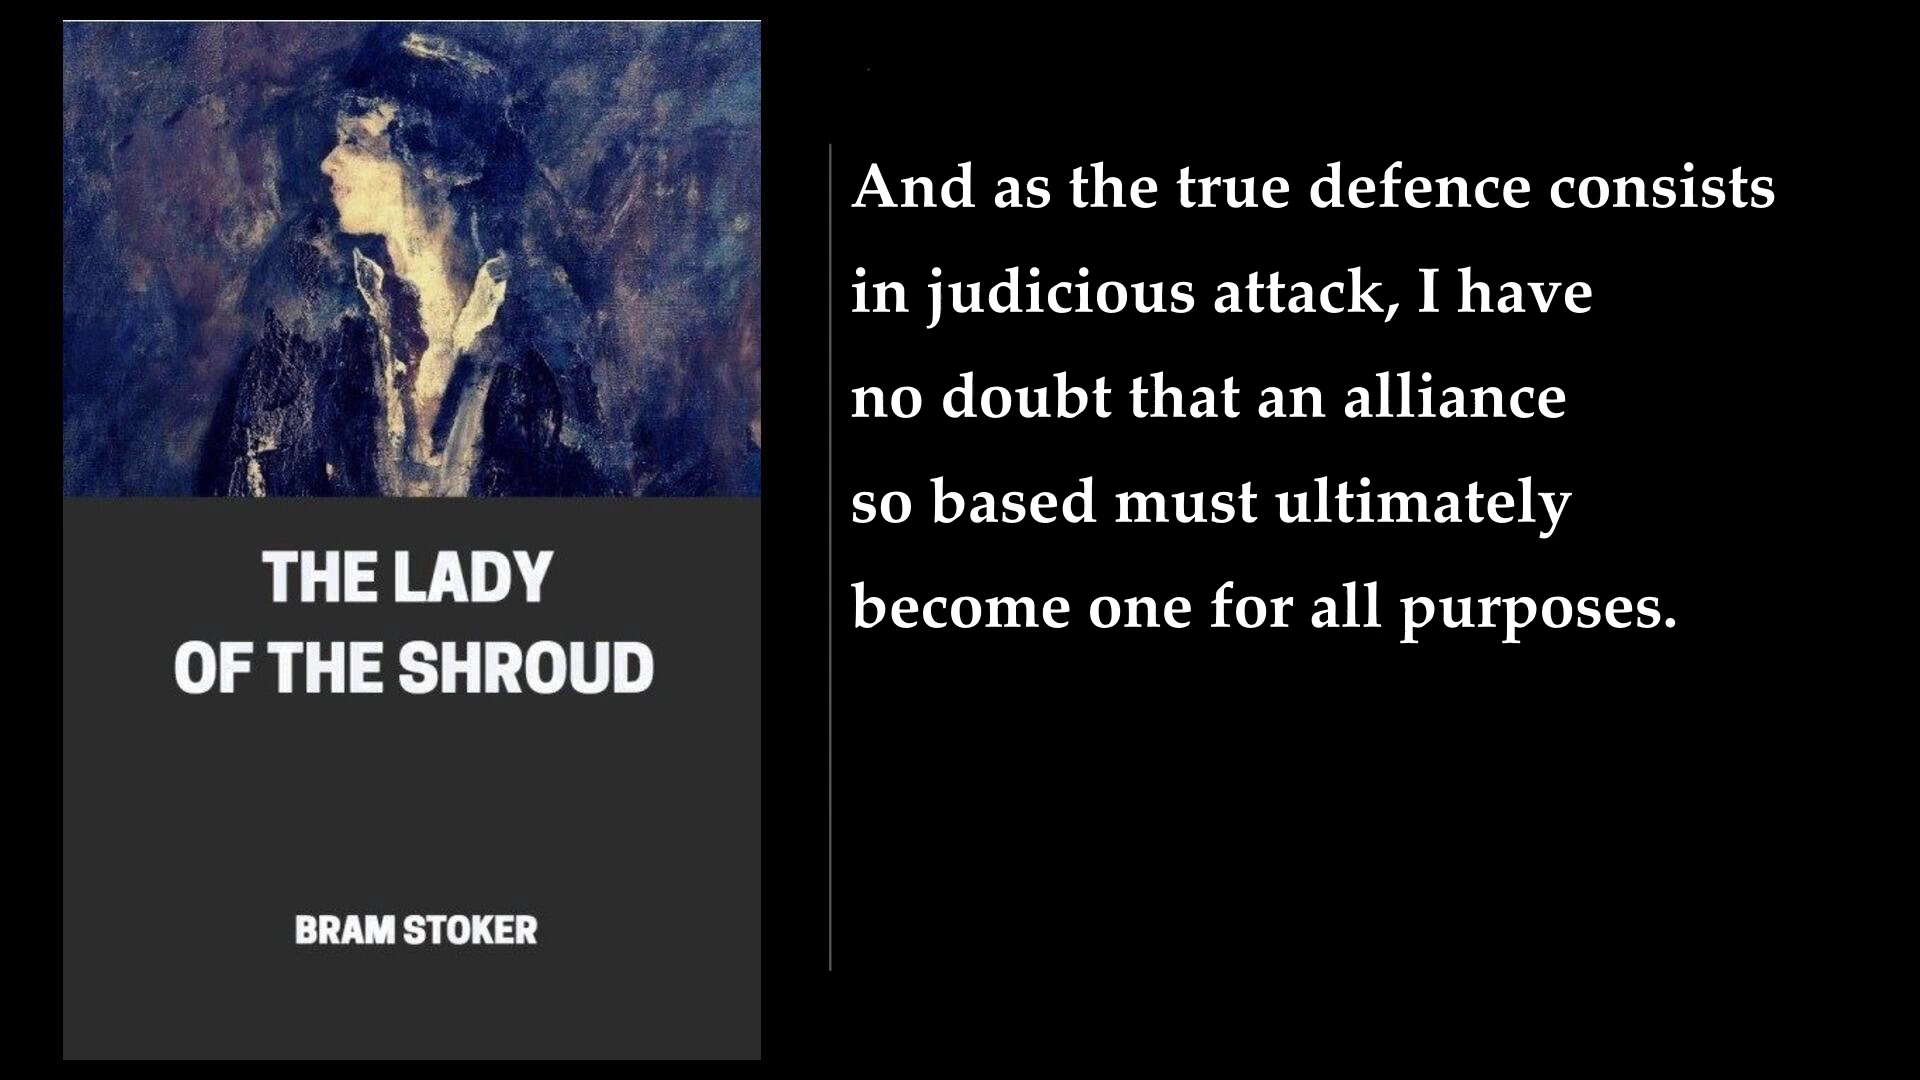 THE LADY
OF THE SHROUD
BRAM STOKER
And as the true defence consists
in judicious attack, I have
no doubt that an alliance
so based must ultimately
become one for all purposes.